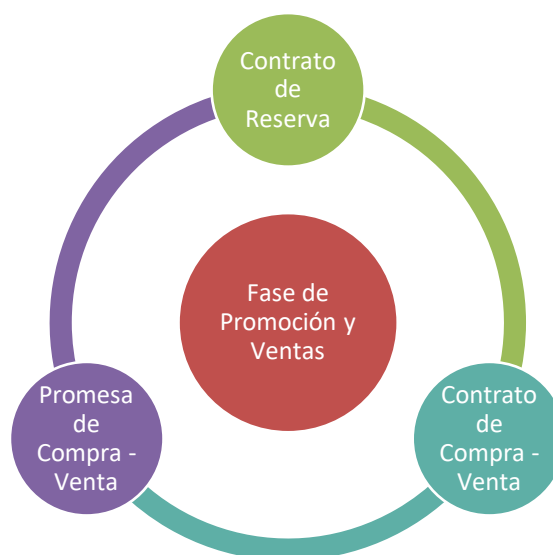 Contrato
de
Reserva
Fase de
Promoción y
Ventas
Promesa
de
Compra -
Venta
Contrato
de
Compra -
Venta